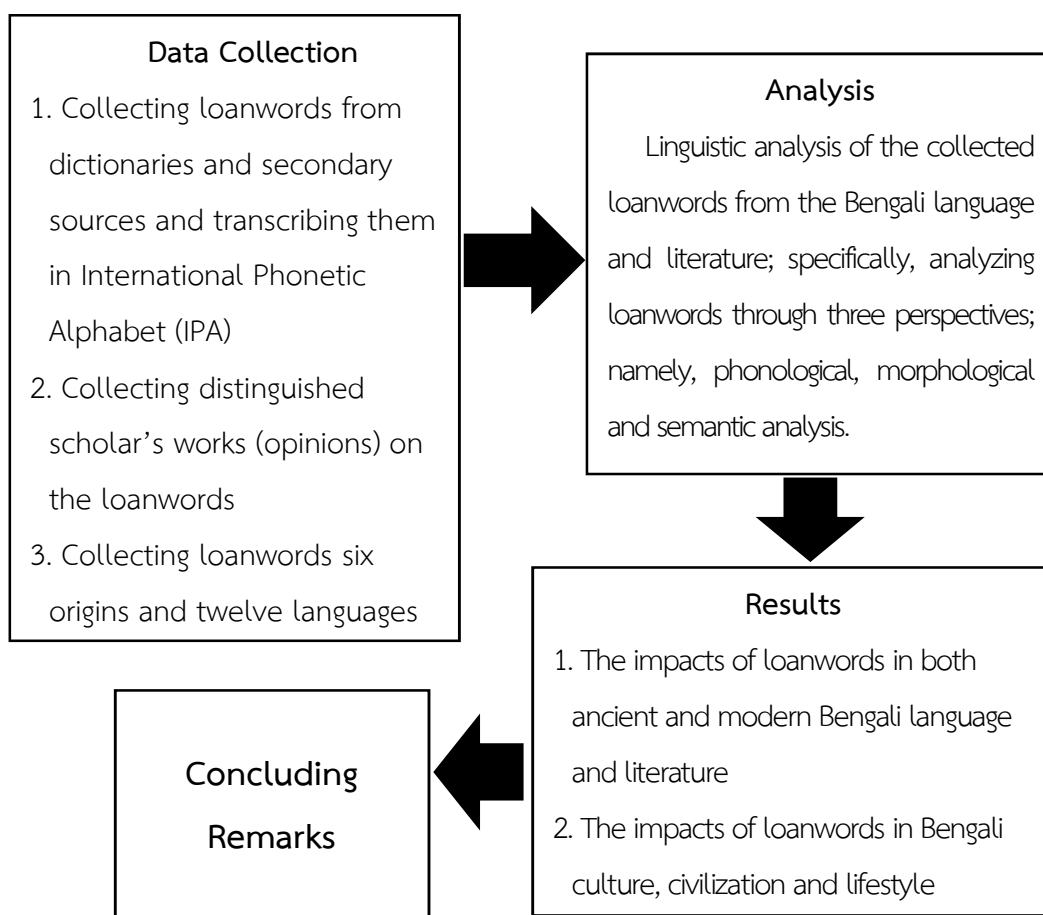 Data Collection
1. Collecting loanwords from
dictionaries and secondary
sources and transcribing them
in International Phonetic
Alphabet (IPA)
2. Collecting distinguished
scholar's works (opinions) on
the loanwords
3. Collecting loanwords six
origins and twelve languages
Analysis
Linguistic analysis of the collected
loanwords from the Bengali language
and literature; specifically, analyzing
loanwords through three perspectives;
namely, phonological, morphological
and semantic analysis.
Results
1. The impacts of loanwords in both
ancient and modern Bengali language
and literature
2. The impacts of loanwords in Bengali
culture, civilization and lifestyle
Concluding
Remarks